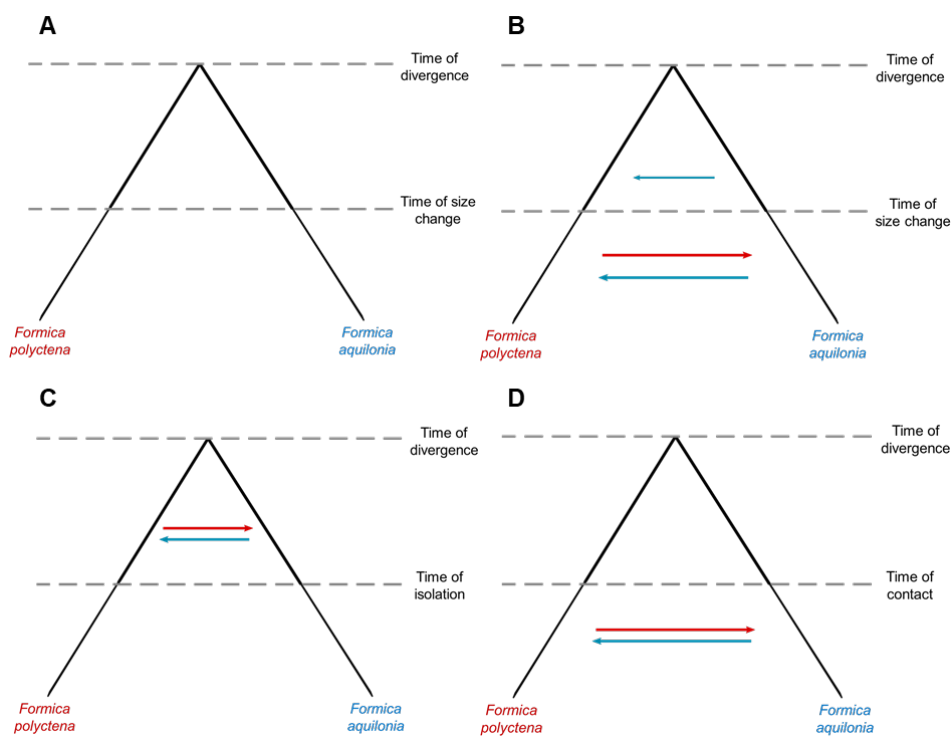 A
Time of
divergence
Time of size
change
Formica
polyctena
Formica
aquilonia
B
Time of
divergence
Time of
size change
Formica
polyctena
Formica
aquilonia
C
Time of
divergence
Time of
isolation
Formica
polyctena
Formica
aquilonia
D
Time of
divergence
Time of
contact
Formica
polyctena
Formica
aquilonia